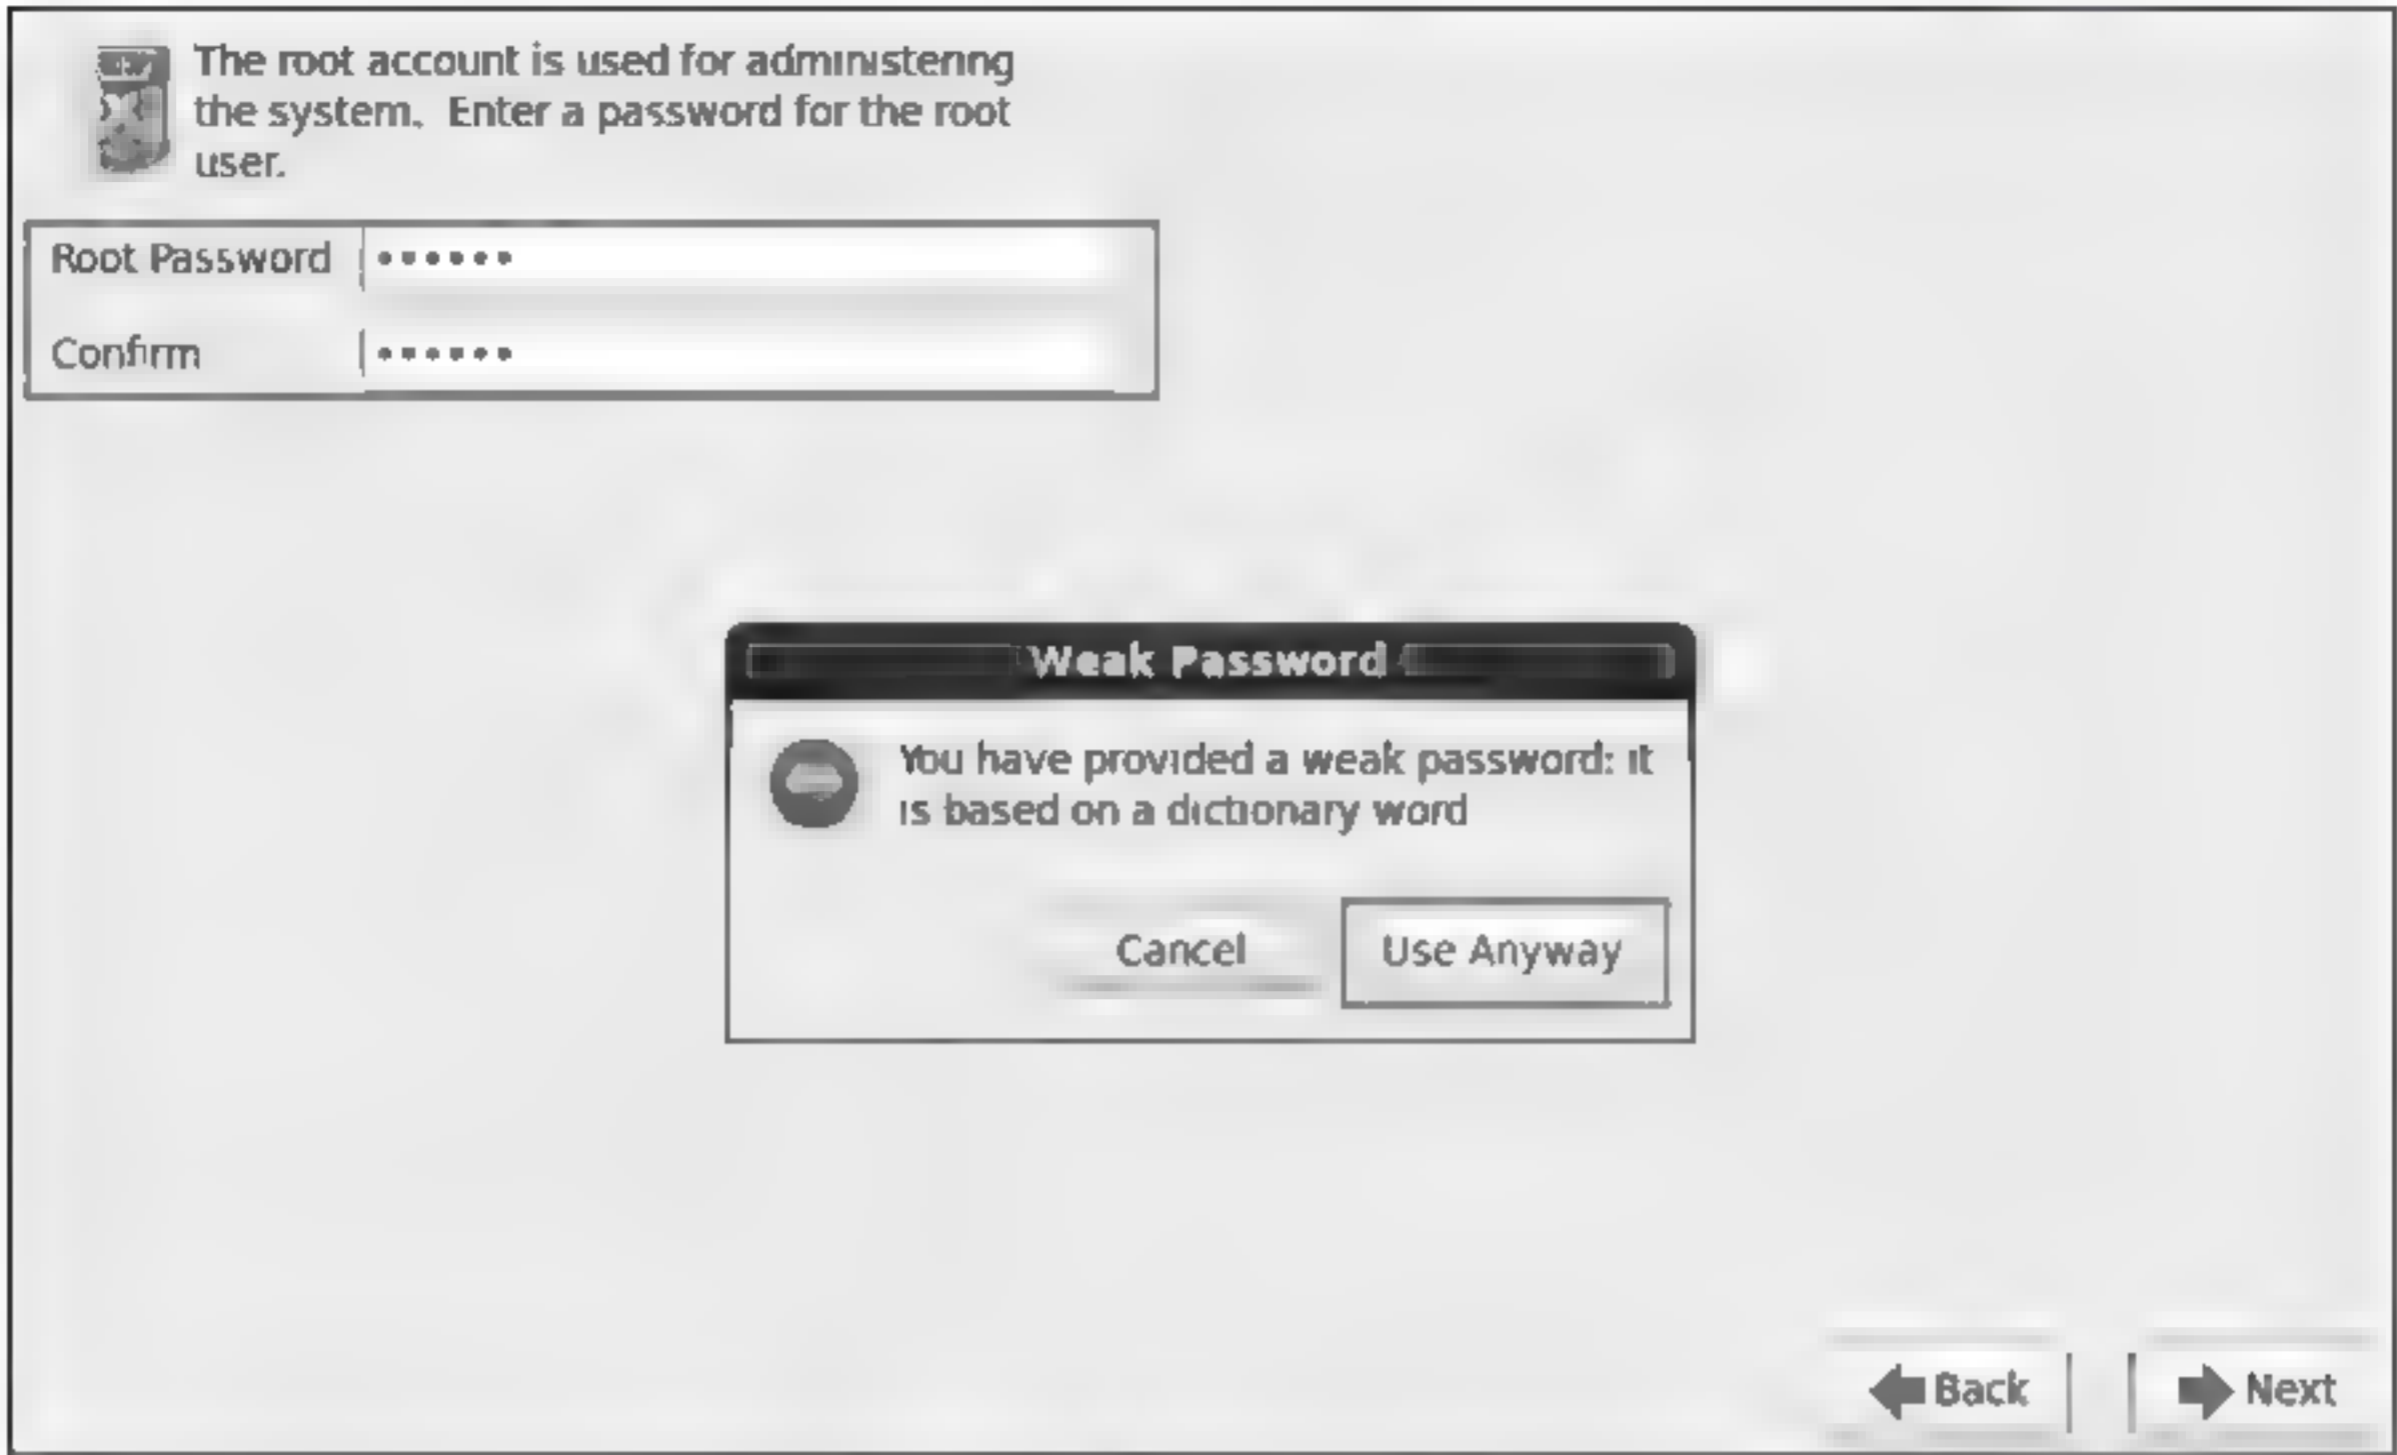 The root account is used for administering
the system. Enter a password for the root
user.
Root Password ••••••
Confirm ••••••
Weak Password
You have provided a weak password: it
is based on a dictionary word
Cancel Use Anyway
Back Next